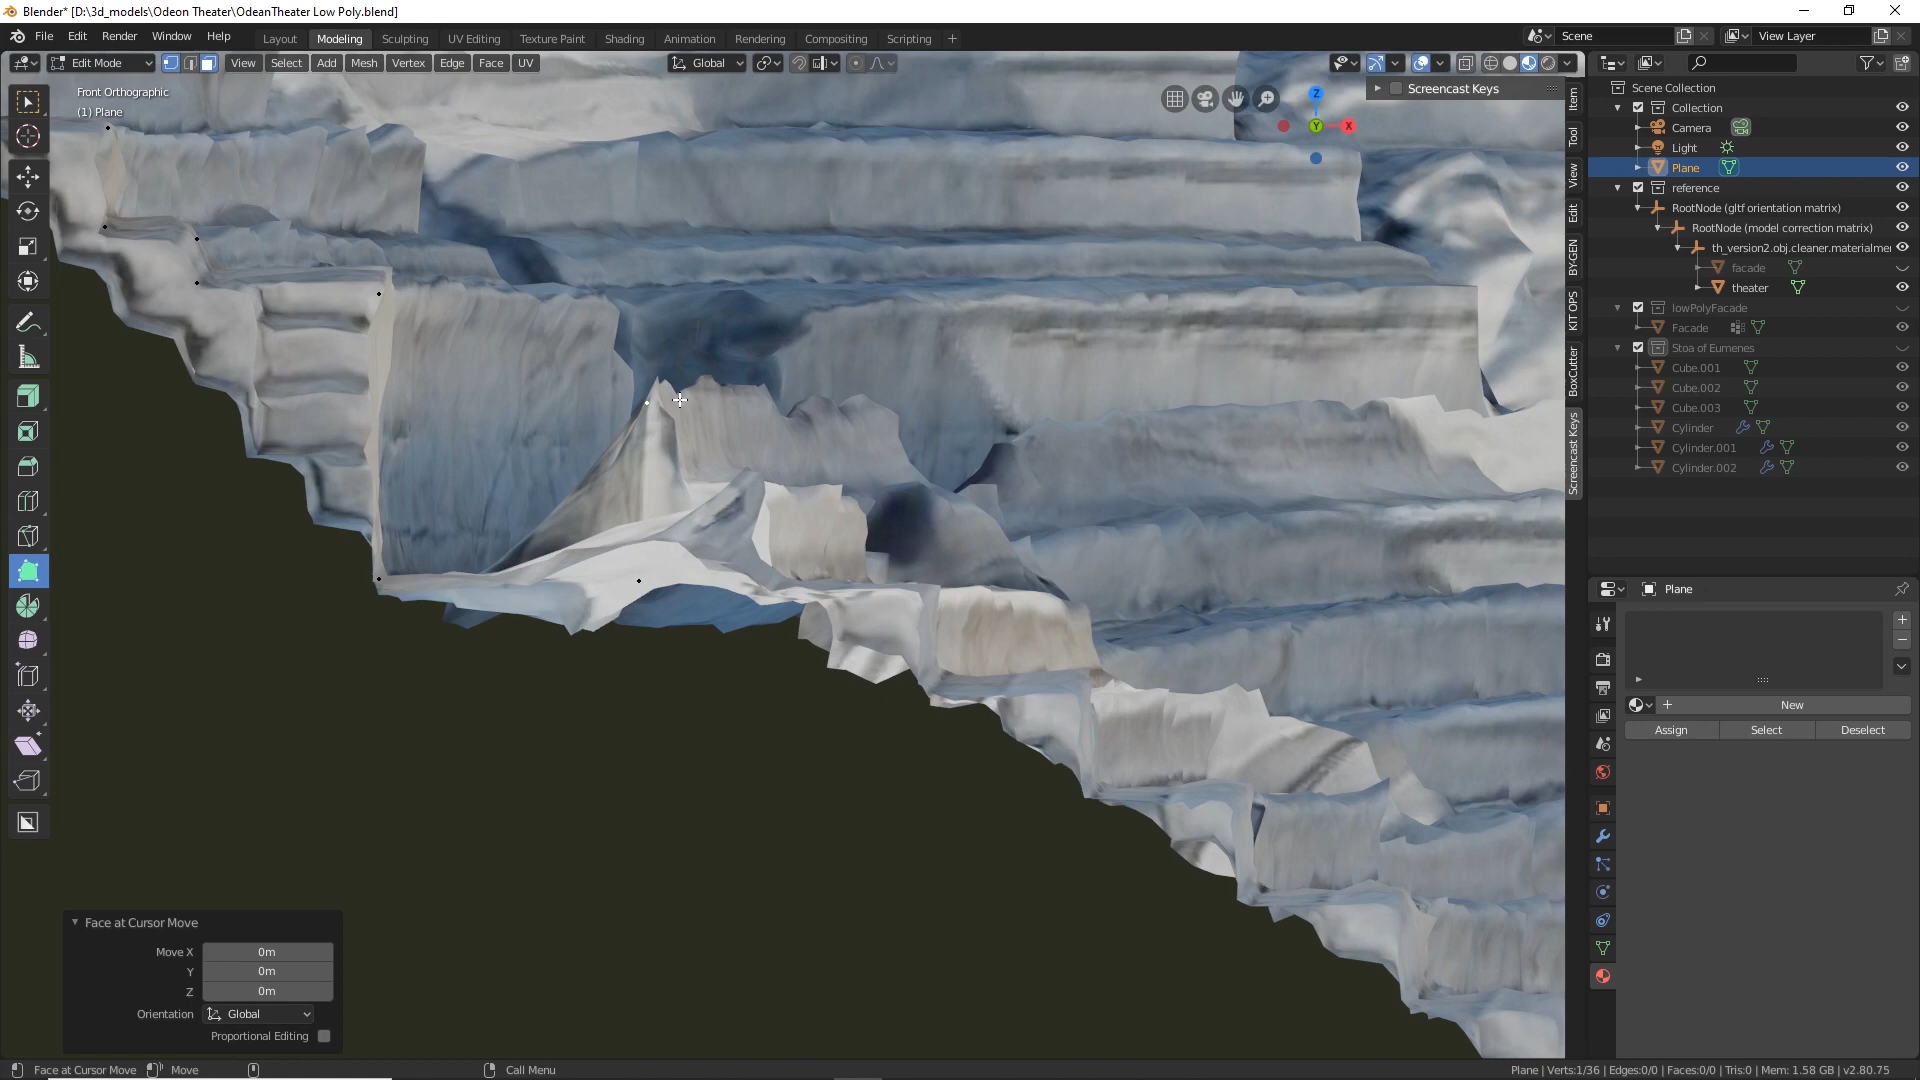 Blender* [D:\3d_models\Odeon Theater\OdeanTheater Low Poly.blend]
File Edit Render Window Help
Layout Modeling Sculpting UV Editing Texture Paint Shading Animation Rendering Compositing Scripting +
Scene
View Layer
Edit Mode
View Select Add Mesh Vertex Edge Face UV
Global
Front Orthographic
(1) Plane
Screencast Keys
Z
Y
X
Item
Tool
View
Edit
BY-GEN
KIT OPS
BoxCutter
Screencast Keys
Scene Collection
Collection
Camera
Light
Plane
reference
RootNode (gltf orientation matrix)
RootNode (model correction matrix)
th_version2.obj.cleaner.materialmer
facade
theater
lowPolyFacade
Facade
Stoa of Eumenes
Cube.001
Cube.002
Cube.003
Cylinder
Cylinder.001
Cylinder.002
Plane
New
Assign Select Deselect
Face at Cursor Move
Move X 0m
Y 0m
Z 0m
Orientation Global
Proportional Editing
Face at Cursor Move Move Call Menu
Plane | Verts:1/36 | Edges:0/0 | Faces:0/0 | Tris:0 | Mem: 1.58 GB | v2.80.75